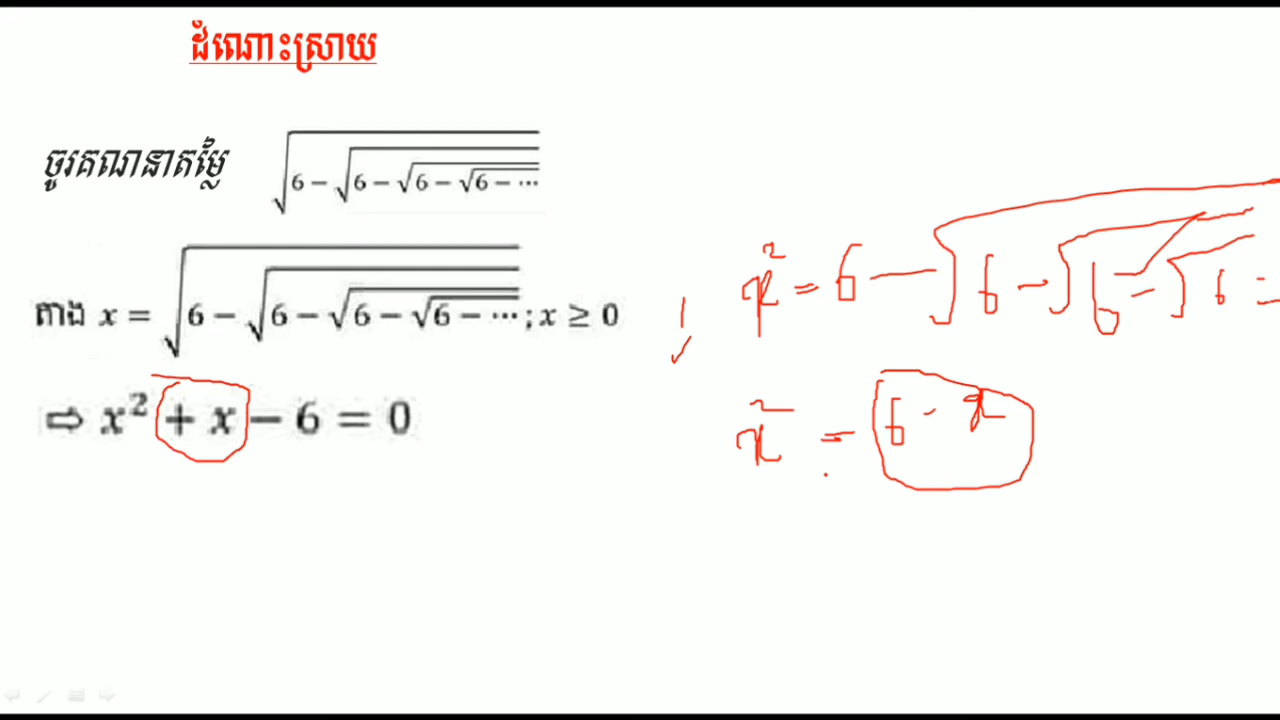 ដំណោះស្រាយ
ចូរគណនាតម្លៃ √(6 − √(6 − √(6 − √(6 − ⋯
តាង x = √(6 − √(6 − √(6 − √(6 − ⋯ ; x ≥ 0
⇨ x² + x − 6 = 0
x² = 6 − √(6 − √(6 − √(6 =
x² = 6 - x